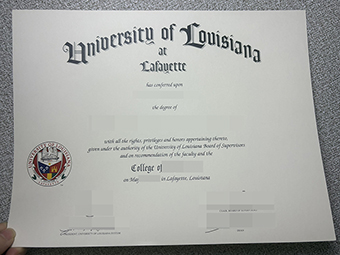 University of Louisiana
at
Lafayette
has conferred upon
the degree of
with all the rights, privileges and honors appertaining thereto,
given under the authority of the University of Louisiana Board of Supervisors
and on recommendation of the faculty and the
College of
on May in Lafayette, Louisiana